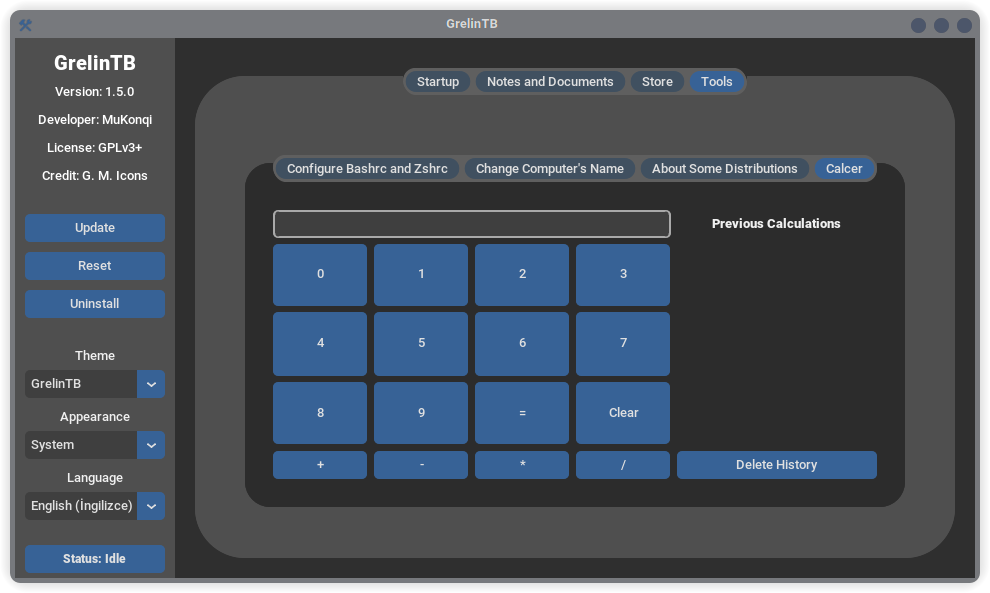 GrelinTB
GrelinTB
Version: 1.5.0
Developer: MuKonqi
License: GPLv3+
Credit: G. M. Icons
Update
Reset
Uninstall
Theme
GrelinTB
Appearance
System
Language
English (İngilizce)
Status: Idle
Startup Notes and Documents Store Tools
Configure Bashrc and Zshrc Change Computer's Name About Some Distributions Calcer
Previous Calculations
0 1 2 3
4 5 6 7
8 9 = Clear
+ - * / Delete History